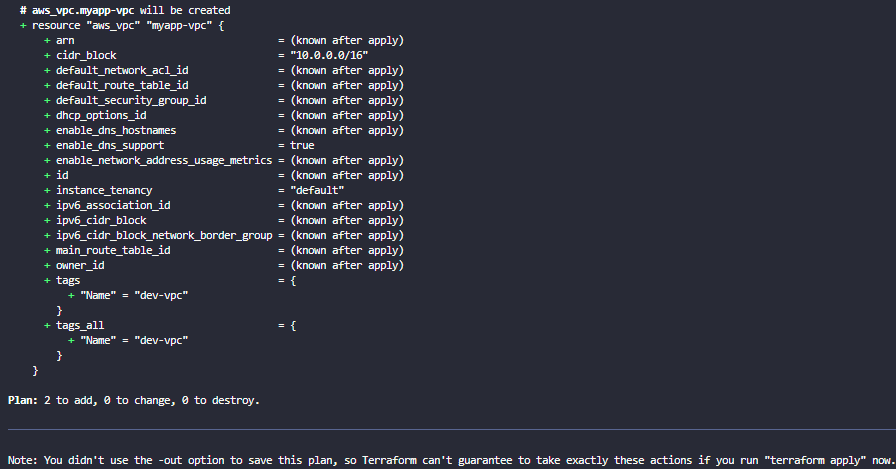 # aws_vpc.myapp-vpc will be created
+ resource "aws_vpc" "myapp-vpc" {
+ arn = (known after apply)
+ cidr_block = "10.0.0.0/16"
+ default_network_acl_id = (known after apply)
+ default_route_table_id = (known after apply)
+ default_security_group_id = (known after apply)
+ dhcp_options_id = (known after apply)
+ enable_dns_hostnames = (known after apply)
+ enable_dns_support = true
+ enable_network_address_usage_metrics = (known after apply)
+ id = (known after apply)
+ instance_tenancy = "default"
+ ipv6_association_id = (known after apply)
+ ipv6_cidr_block = (known after apply)
+ ipv6_cidr_block_network_border_group = (known after apply)
+ main_route_table_id = (known after apply)
+ owner_id = (known after apply)
+ tags = {
+ "Name" = "dev-vpc"
}
+ tags_all = {
+ "Name" = "dev-vpc"
}
}
Plan: 2 to add, 0 to change, 0 to destroy.
Note: You didn't use the -out option to save this plan, so Terraform can't guarantee to take exactly these actions if you run "terraform apply" now.